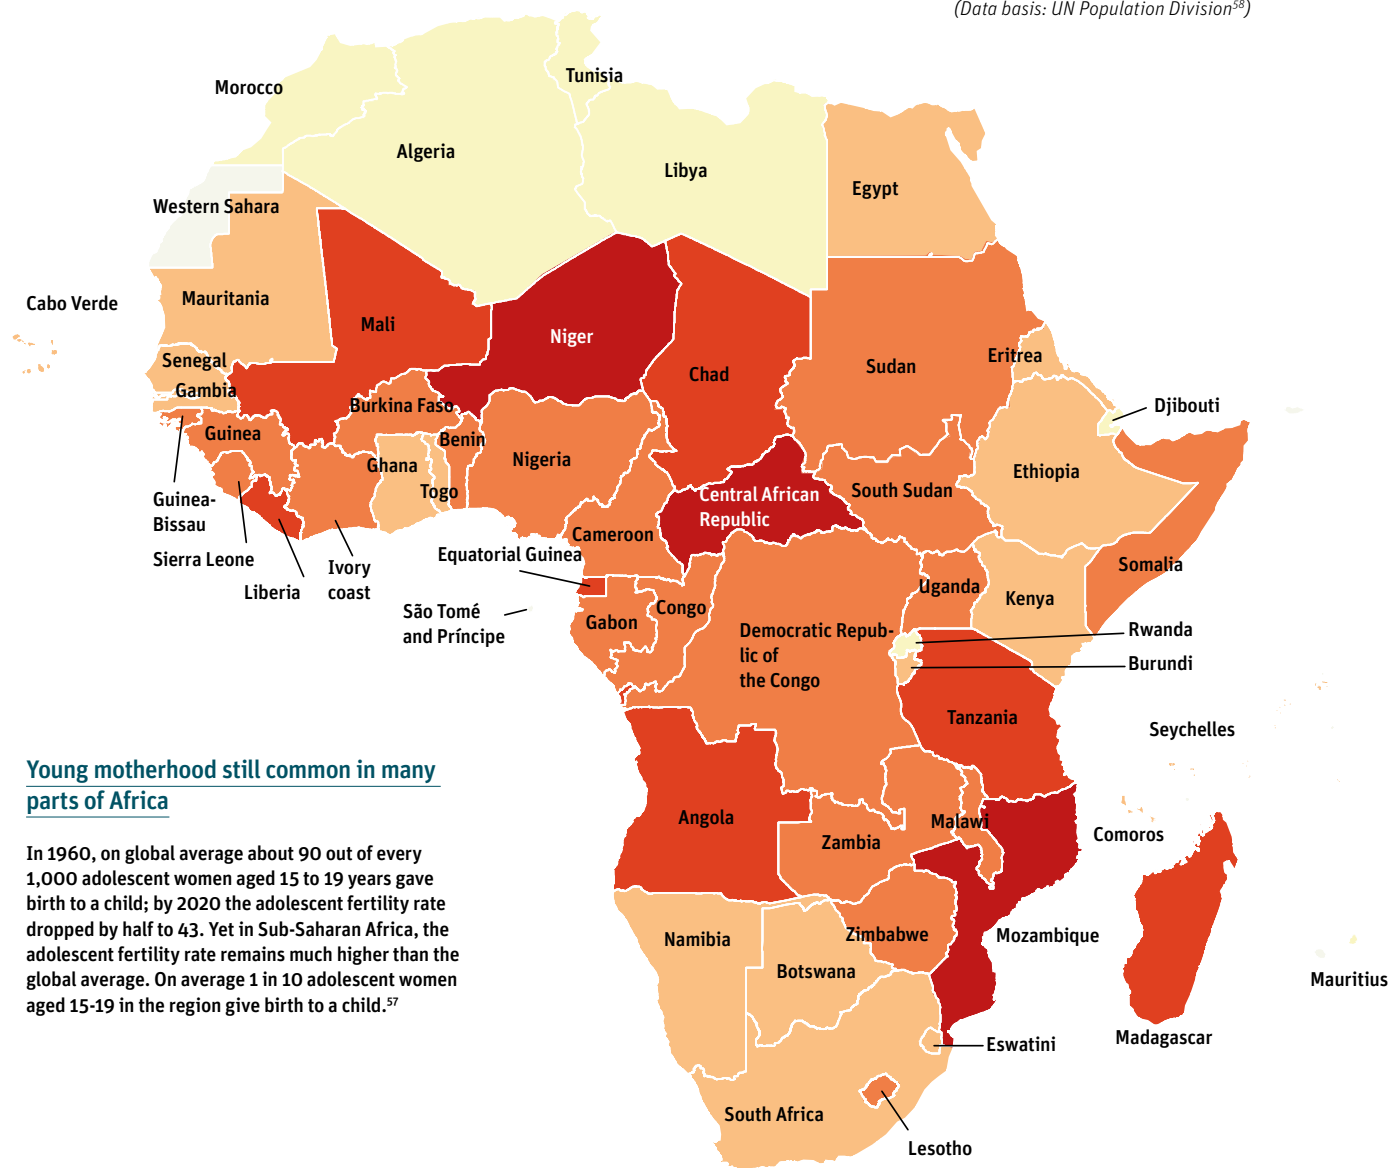 (Data basis: UN Population Division58)
Morocco
Tunisia
Algeria
Libya
Egypt
Western Sahara
Cabo Verde
Mauritania
Mali
Niger
Chad
Sudan
Eritrea
Senegal
Gambia
Burkina Faso
Djibouti
Guinea
Benin
Nigeria
Ghana
Togo
Ethiopia
South Sudan
Central African
Republic
Guinea-
Bissau
Sierra Leone
Liberia
Ivory
coast
Equatorial Guinea
Cameroon
Somalia
Uganda
Kenya
São Tomé
and Príncipe
Gabon
Congo
Democratic Repub-
lic of
the Congo
Rwanda
Burundi
Tanzania
Seychelles
Young motherhood still common in many
parts of Africa
In 1960, on global average about 90 out of every
1,000 adolescent women aged 15 to 19 years gave
birth to a child; by 2020 the adolescent fertility rate
dropped by half to 43. Yet in Sub-Saharan Africa, the
adolescent fertility rate remains much higher than the
global average. On average 1 in 10 adolescent women
aged 15-19 in the region give birth to a child.57
Angola
Malawi
Zambia
Comoros
Namibia
Zimbabwe
Mozambique
Botswana
Mauritius
Madagascar
Eswatini
South Africa
Lesotho